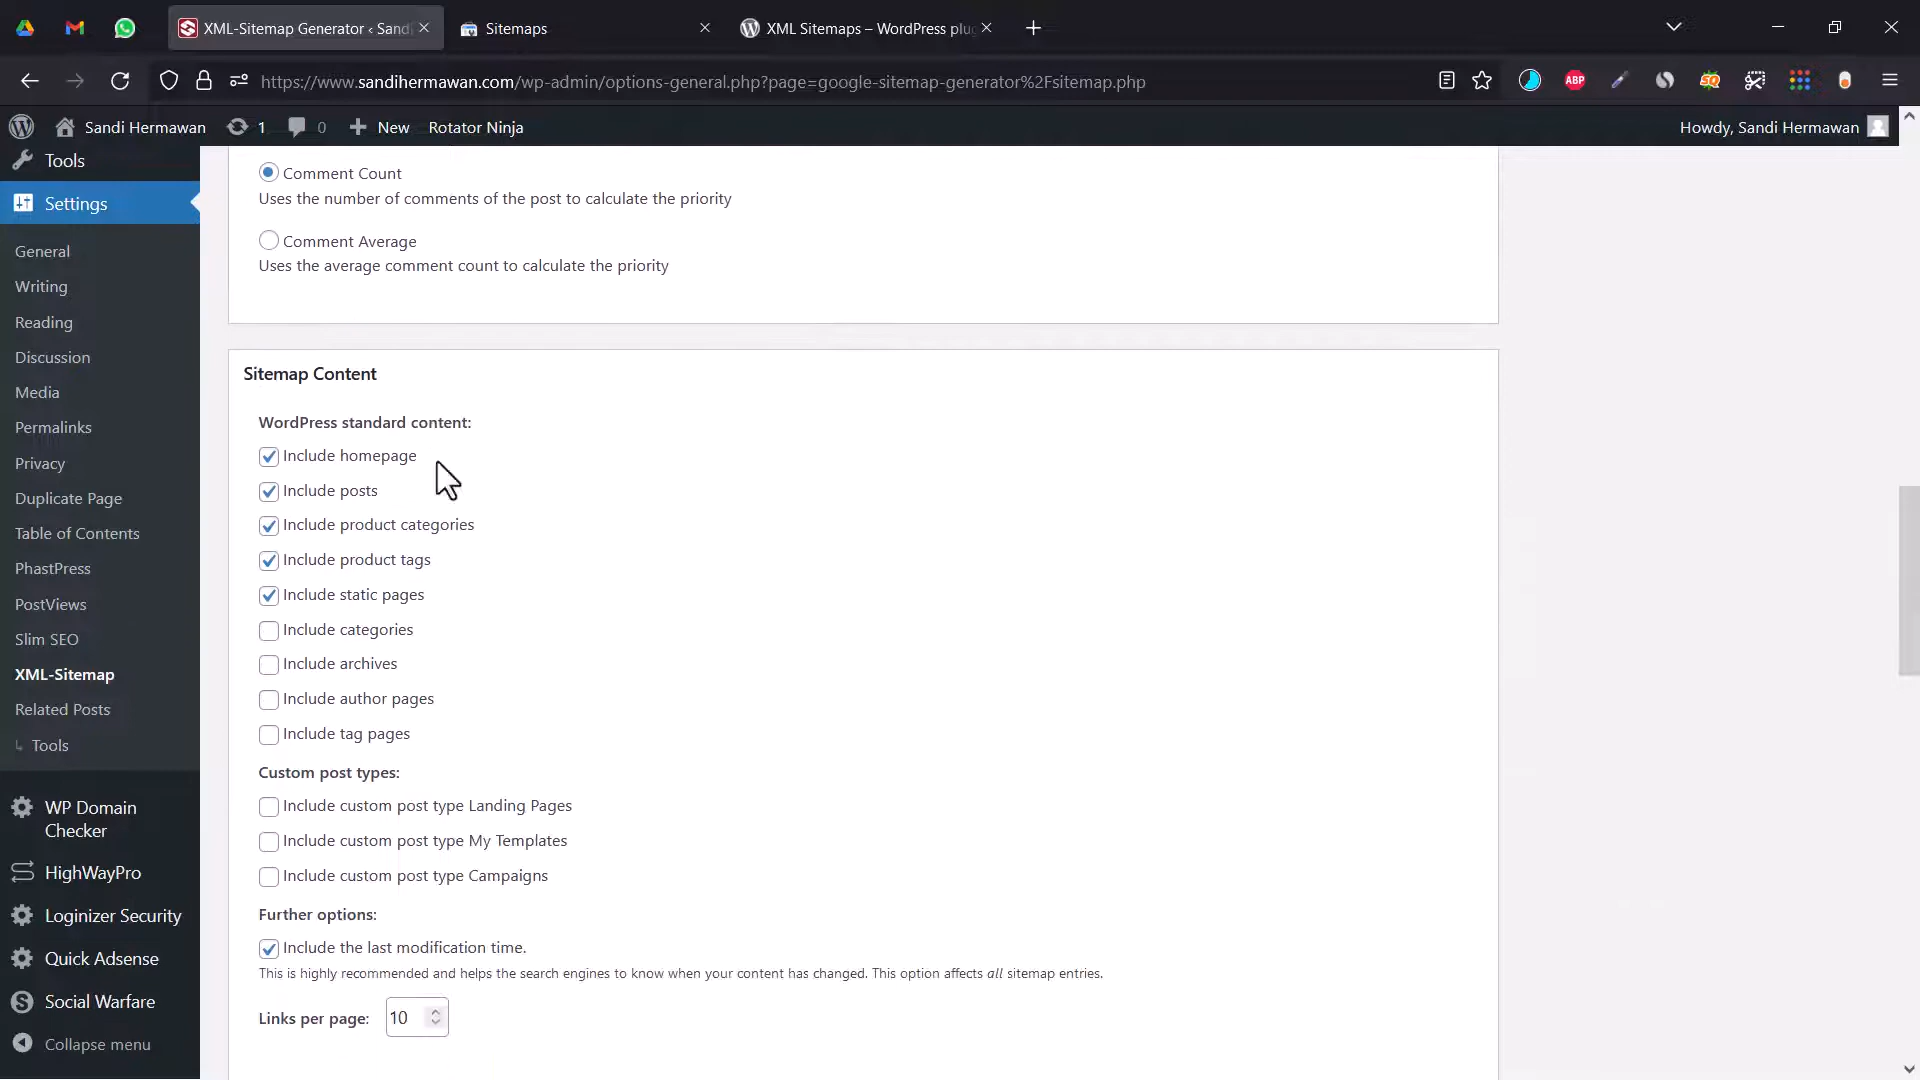 XML-Sitemap Generator ‹ Sandi
Sitemaps
XML Sitemaps – WordPress plu
https://www.sandihermawan.com/wp-admin/options-general.php?page=google-sitemap-generator%2Fsitemap.php
ABP
SQ
Sandi Hermawan
1
0
New
Rotator Ninja
Howdy, Sandi Hermawan
Tools
Settings
General
Writing
Reading
Discussion
Media
Permalinks
Privacy
Duplicate Page
Table of Contents
PhastPress
PostViews
Slim SEO
XML-Sitemap
Related Posts
Tools
WP Domain
Checker
HighWayPro
Loginizer Security
Quick Adsense
Social Warfare
Collapse menu
Comment Count
Uses the number of comments of the post to calculate the priority
Comment Average
Uses the average comment count to calculate the priority
Sitemap Content
WordPress standard content:
Include homepage
Include posts
Include product categories
Include product tags
Include static pages
Include categories
Include archives
Include author pages
Include tag pages
Custom post types:
Include custom post type Landing Pages
Include custom post type My Templates
Include custom post type Campaigns
Further options:
Include the last modification time.
This is highly recommended and helps the search engines to know when your content has changed. This option affects all sitemap entries.
Links per page: 10